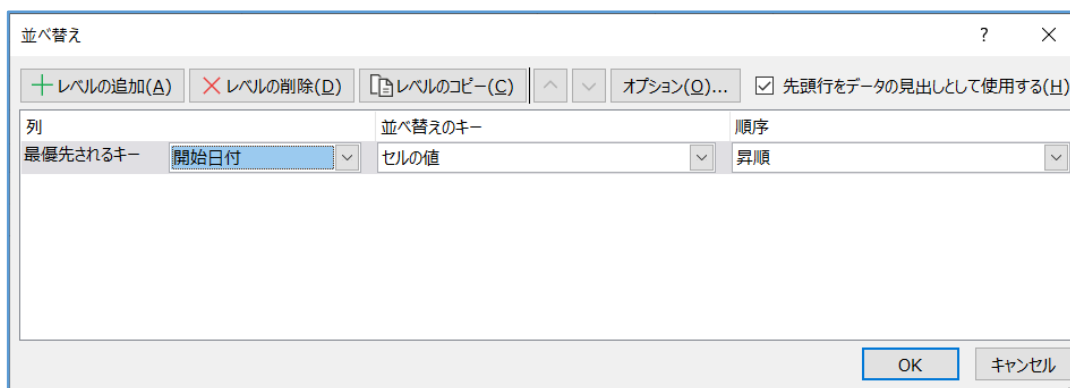 並べ替え ? ×
レベルの追加(A) レベルの削除(D) レベルのコピー(C) オプション(O)... 先頭行をデータの見出しとして使用する(H)
列 並べ替えのキー 順序
最優先されるキー 開始日付 セルの値 昇順
OK キャンセル